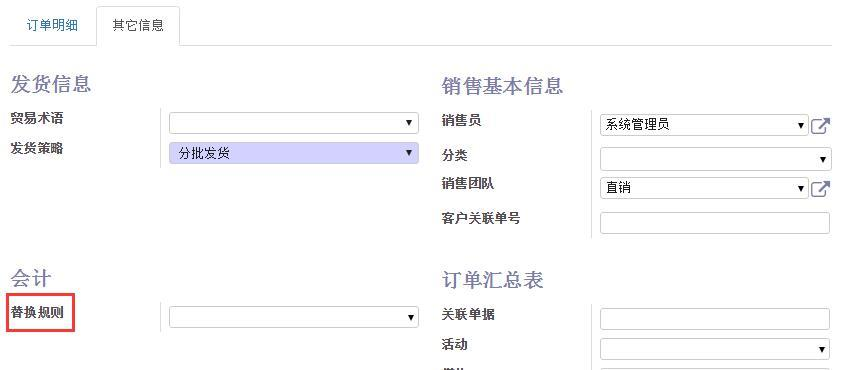 订单明细
其它信息
发货信息
贸易术语
发货策略
分批发货
销售基本信息
销售员
系统管理员
分类
销售团队
直销
客户关联单号
会计
替换规则
订单汇总表
关联单据
活动